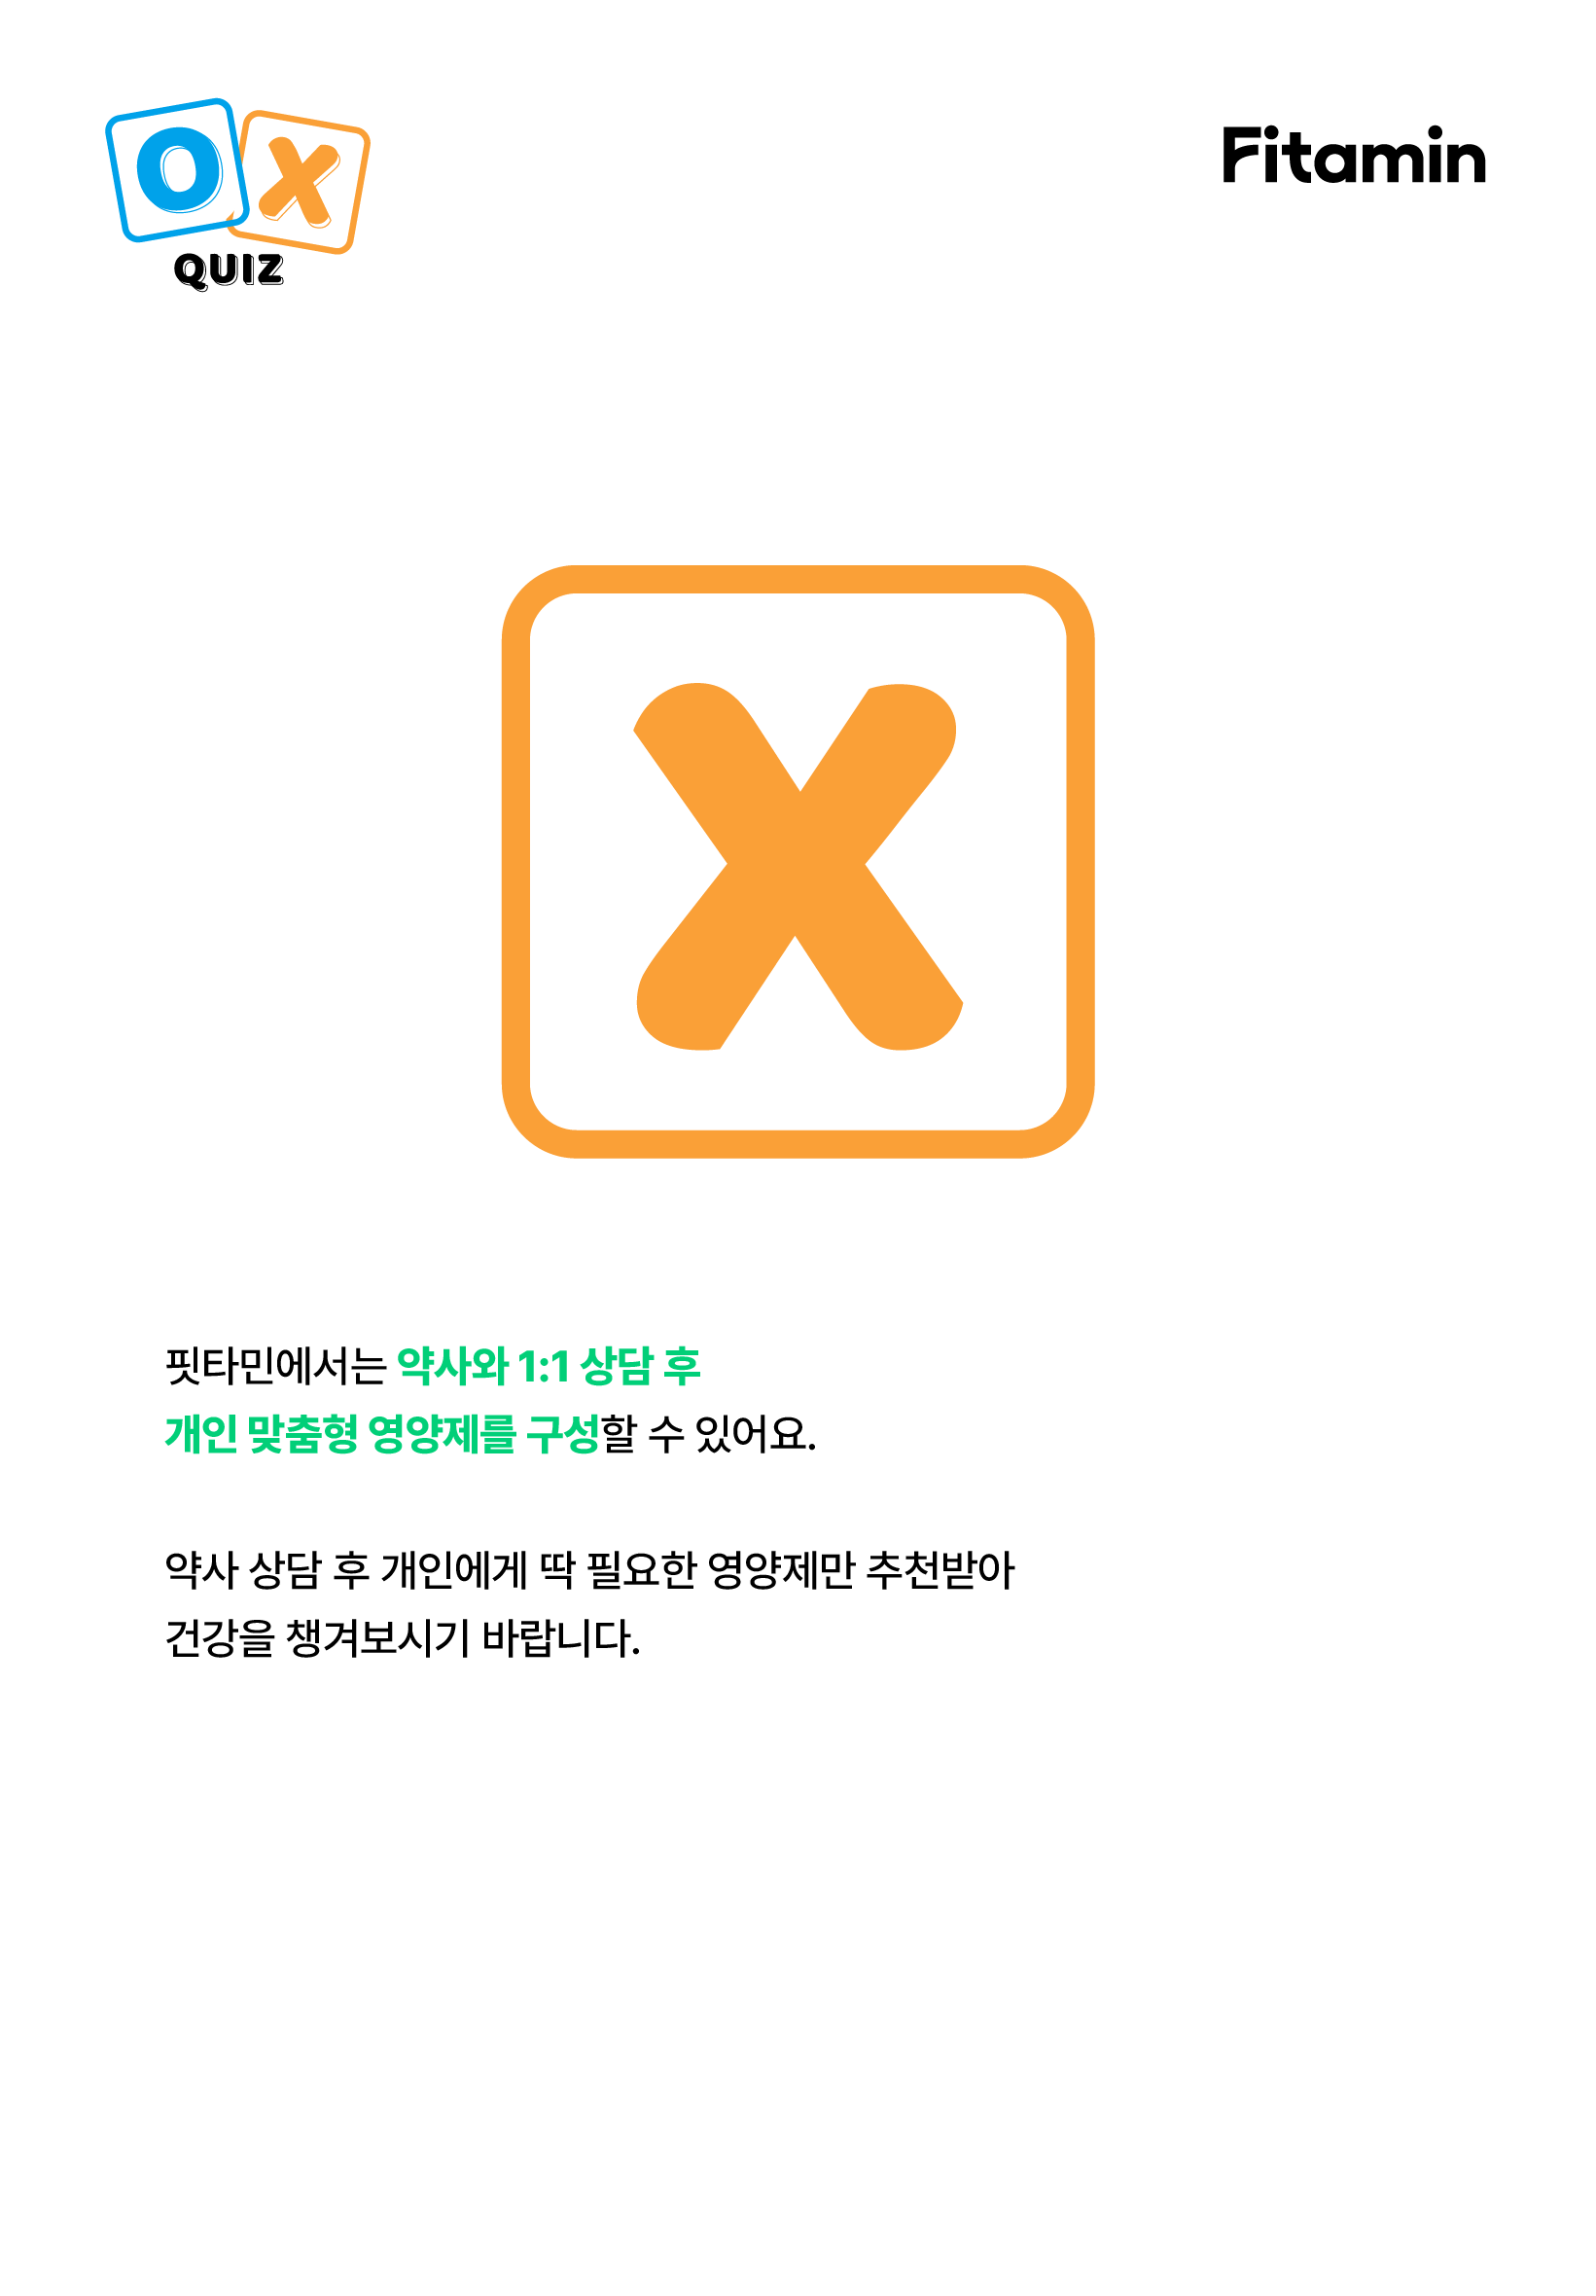 O X
QUIZ
Fitamin
X
핏타민에서는 약사와 1:1 상담 후
개인 맞춤형 영양제를 구성할 수 있어요.
약사 상담 후 개인에게 딱 필요한 영양제만 추천받아
건강을 챙겨보시기 바랍니다.